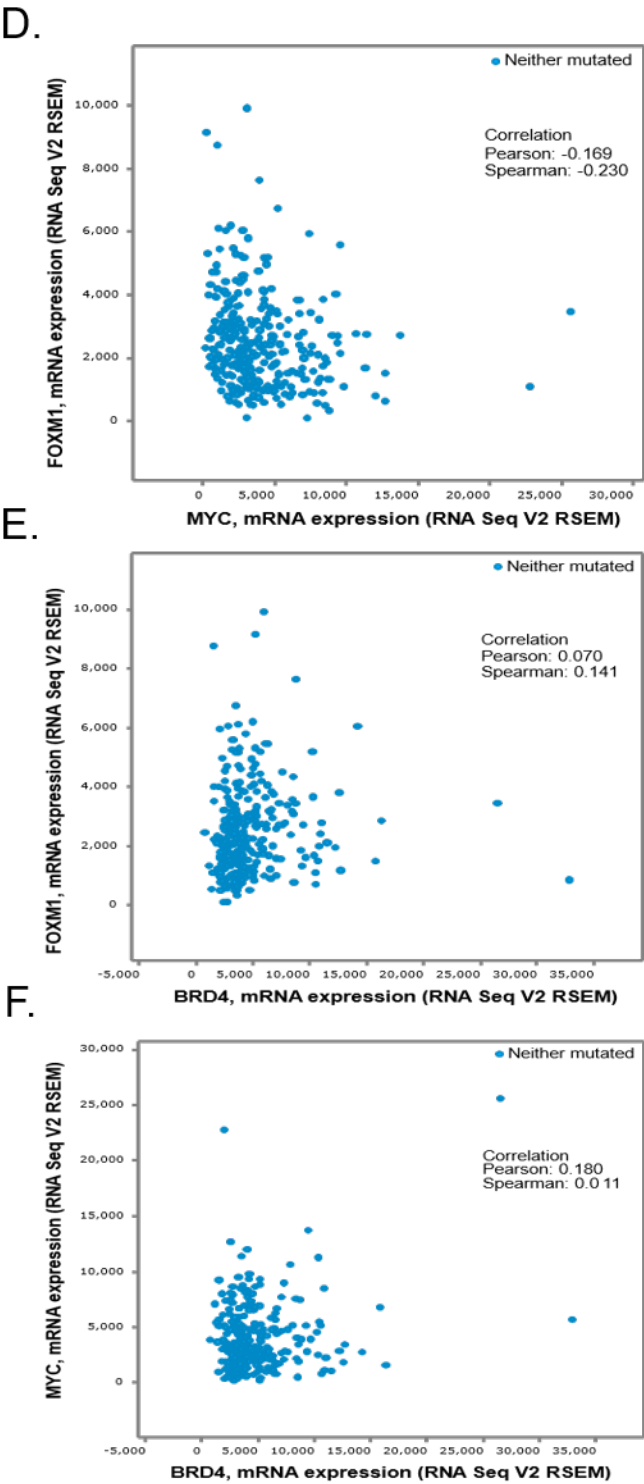 D.
FOXM1, mRNA expression (RNA Seq V2 RSEM)
Neither mutated
Correlation
Pearson: -0.169
Spearman: -0.230
10,000
8,000
6,000
4,000
2,000
0
0 5,000 10,000 15,000 20,000 25,000 30,000
MYC, mRNA expression (RNA Seq V2 RSEM)
E.
FOXM1, mRNA expression (RNA Seq V2 RSEM)
Neither mutated
Correlation
Pearson: 0.070
Spearman: 0.141
10,000
8,000
6,000
4,000
2,000
0
-5,000 0 5,000 10,000 15,000 20,000 25,000 30,000 35,000
BRD4, mRNA expression (RNA Seq V2 RSEM)
F.
MYC, mRNA expression (RNA Seq V2 RSEM)
Neither mutated
Correlation
Pearson: 0.180
Spearman: 0.011
30,000
25,000
20,000
15,000
10,000
5,000
0
-5,000 0 5,000 10,000 15,000 20,000 25,000 30,000 35,000
BRD4, mRNA expression (RNA Seq V2 RSEM)